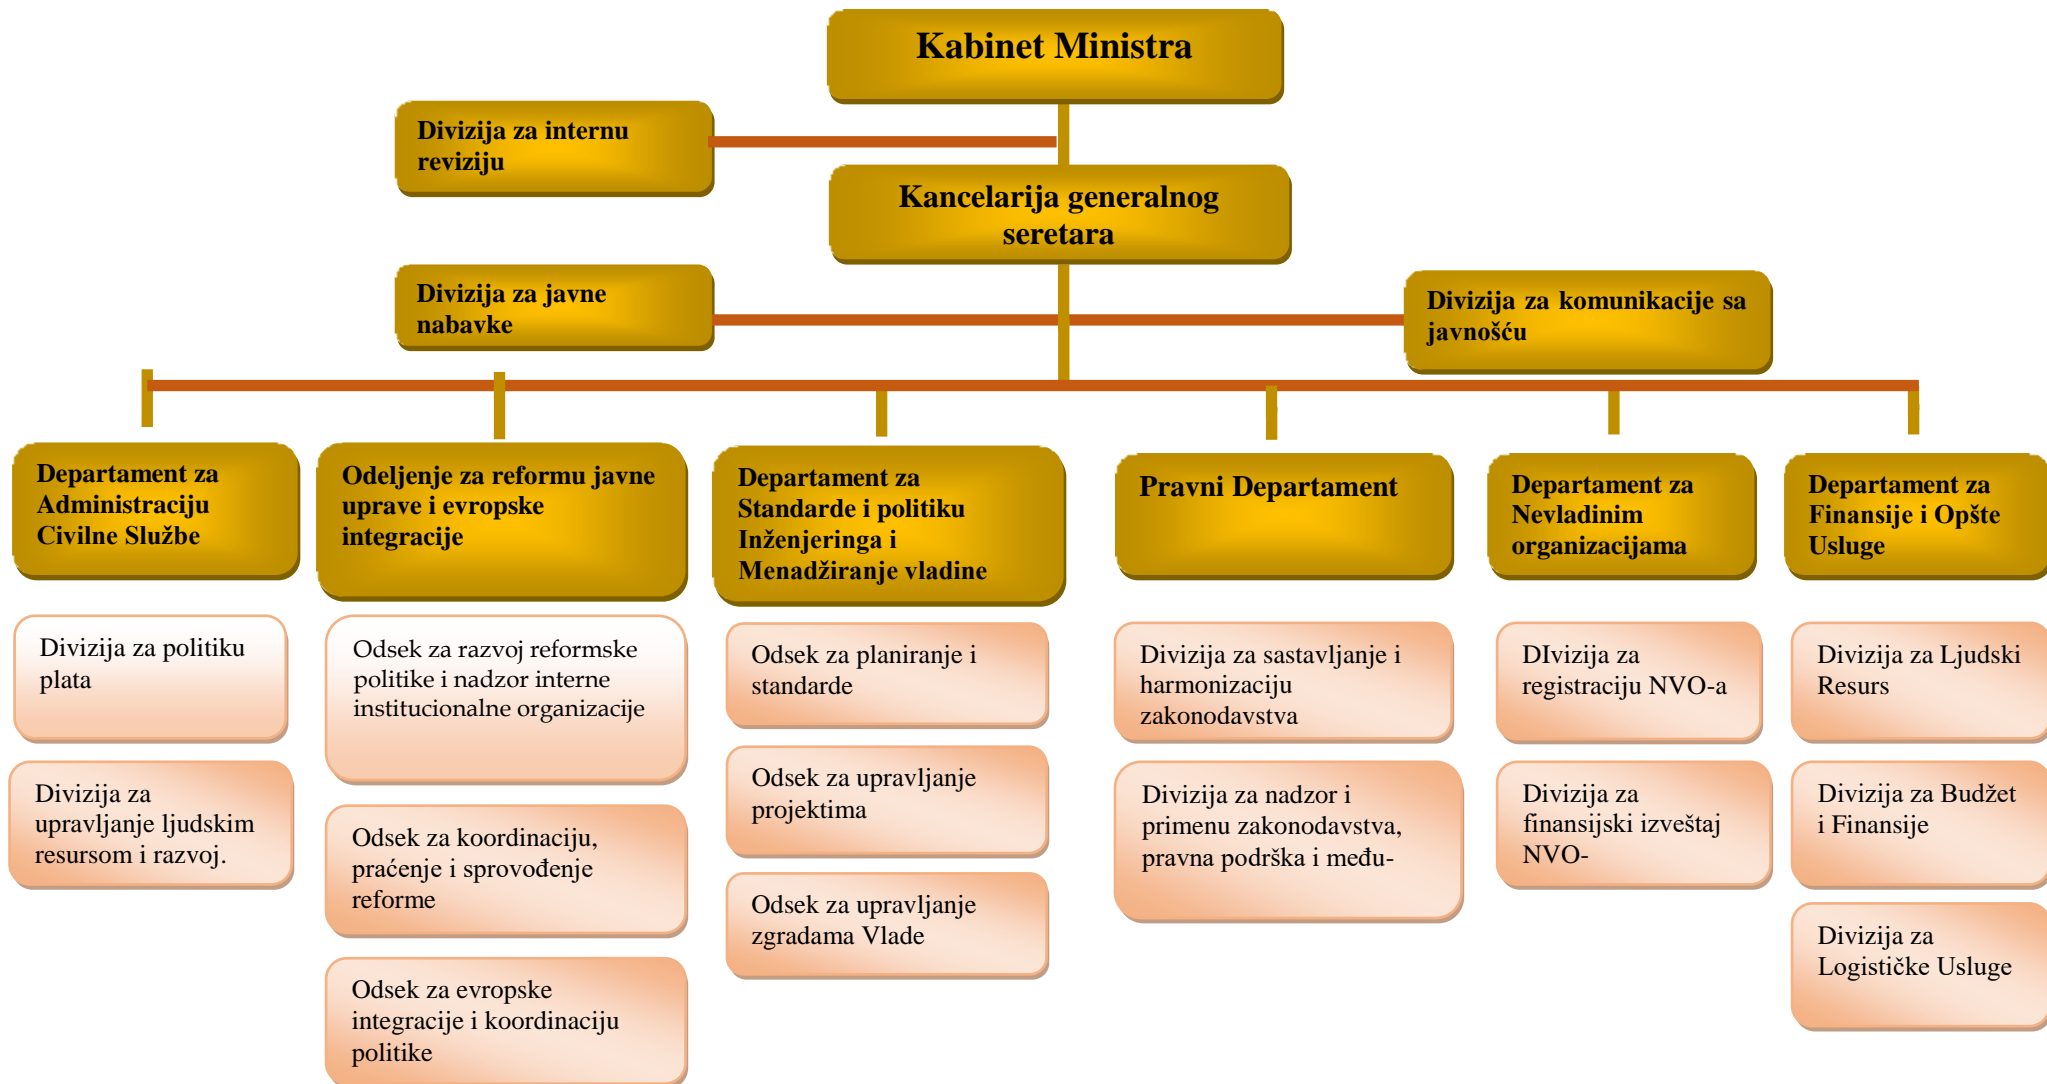 Kabinet Ministra
Divizija za internu
reviziju
Kancelarija generalnog
seretara
Divizija za javne
nabavke
Divizija za komunikacije sa
javnošću
Departament za
Administraciju
Civilne Službe
Odeljenje za reformu javne
uprave i evropske
integracije
Departament za
Standarde i politiku
Inženjeringa i
Menadžiranje vladine
Pravni Departament
Departament za
Nevladinim
organizacijama
Departament za
Finansije i Opšte
Usluge
Divizija za politiku
plata
Divizija za
upravljanje ljudskim
resursom i razvoj.
Odsek za razvoj reformske
politike i nadzor interne
institucionalne organizacije
Odsek za koordinaciju,
praćenje i sprovođenje
reforme
Odsek za evropske
integracije i koordinaciju
politike
Odsek za planiranje i
standarde
Odsek za upravljanje
projektima
Odsek za upravljanje
zgradama Vlade
Divizija za sastavljanje i
harmonizaciju
zakonodavstva
Divizija za nadzor i
primenu zakonodavstva,
pravna podrška i među-
DIvizija za
registraciju NVO-a
Divizija za
finansijski izveštaj
NVO-
Divizija za Ljudski
Resurs
Divizija za Budžet
i Finansije
Divizija za
Logističke Usluge